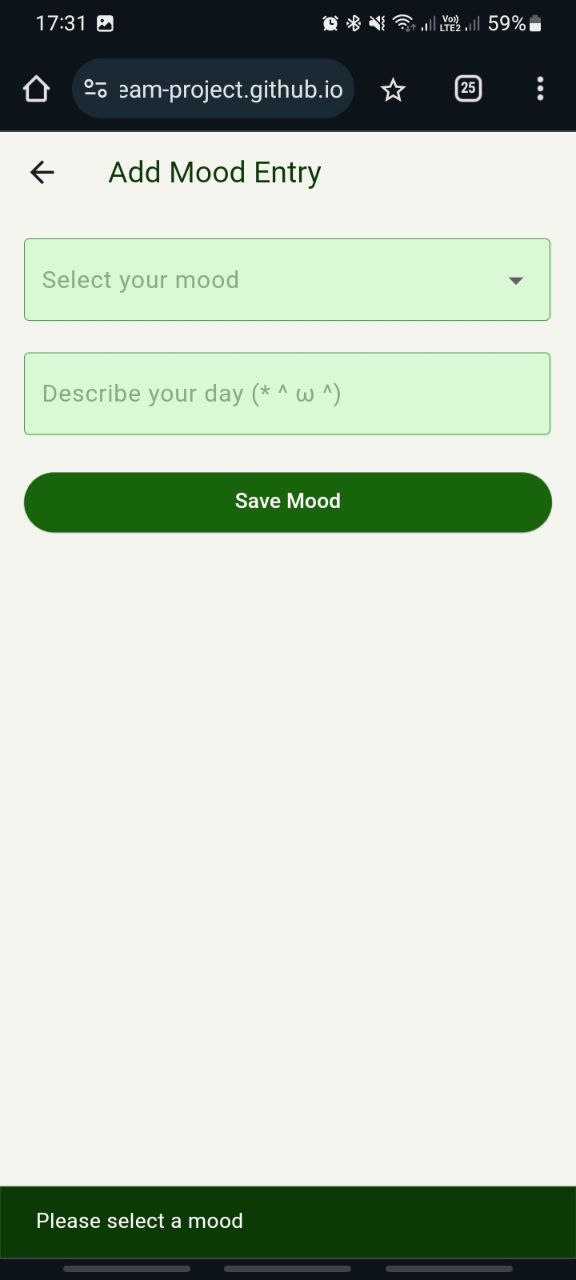 17:31 Vo)) LTE2 59%
eam-project.github.io 25
Add Mood Entry
Select your mood
Describe your day (* ^ ω ^)
Save Mood
Please select a mood